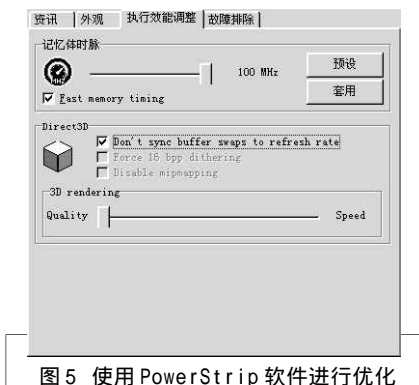 资讯 外观 执行效能调整 故障排除
记忆体时脉
100 MHz 预设
套用
Fast memory timing
Direct3D
Don't sync buffer swaps to refresh rate
Force 16 bpp dithering
Disable mipmapping
3D rendering
Quality Speed
图5 使用PowerStrip软件进行优化